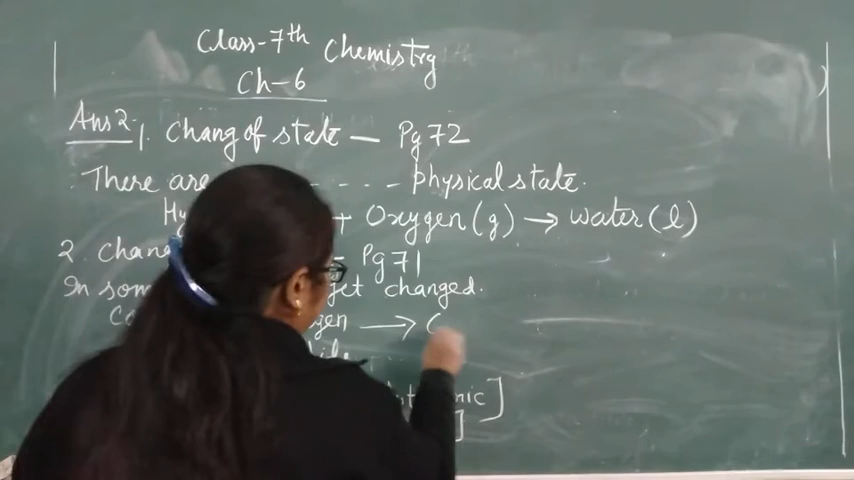 Class-7th Chemistry
Ch-6
Ans 2. 1. Chang of state — Pg 72
There are - - - - physical state.
Hy + Oxygen(g) → water(l)
2. Chan Pg 71
In som get changed.
gen → C
nic]
]